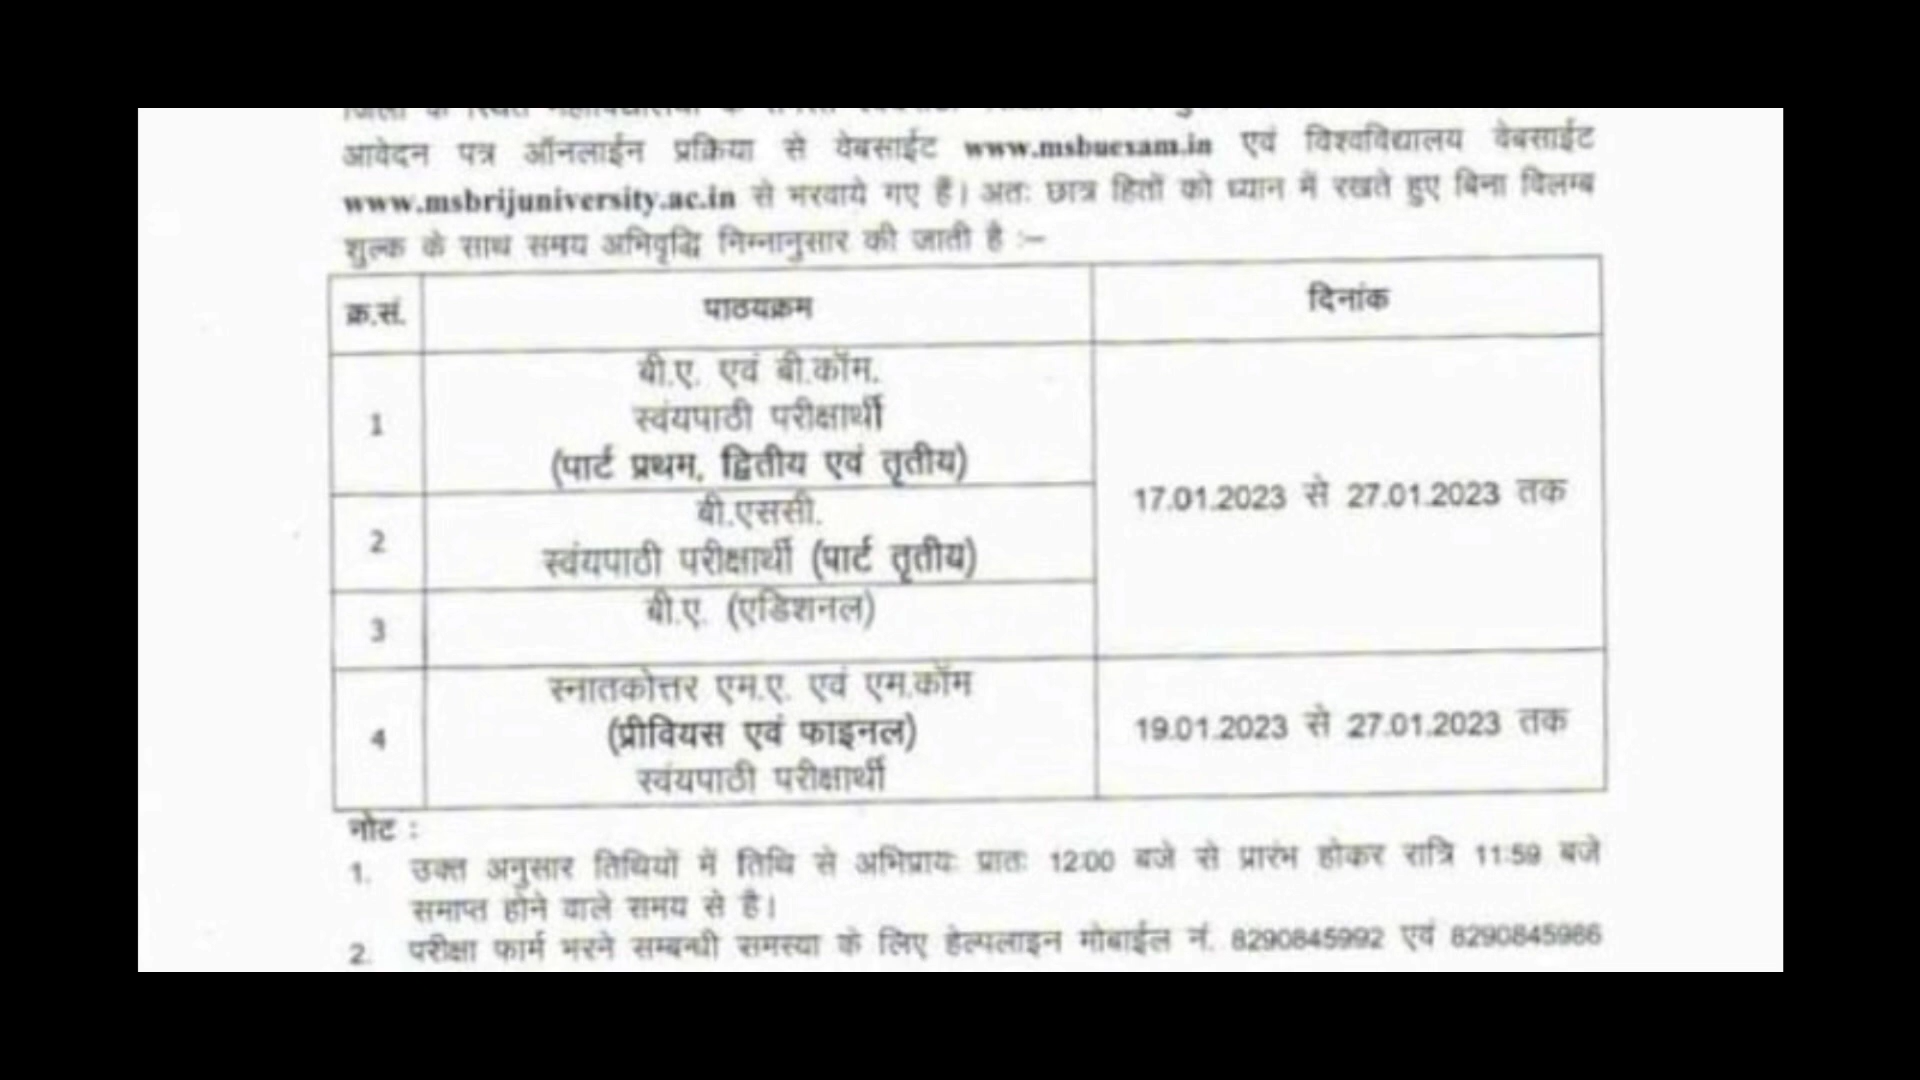 आवेदन पत्र ऑनलाईन प्रक्रिया से वेबसाईट www.msbuexam.in एवं विश्वविद्यालय वेबसाईट
www.msbrijuniversity.ac.in से भरवाये गए हैं। अतः छात्र हितों को ध्यान में रखते हुए बिना विलम्ब
शुल्क के साथ समय अभिवृद्धि निम्नानुसार की जाती है :–
क्र.सं. पाठयक्रम दिनांक
1 बी.ए. एवं बी.कॉम.
स्वंयपाठी परीक्षार्थी
(पार्ट प्रथम, द्वितीय एवं तृतीय)
17.01.2023 से 27.01.2023 तक
2 बी.एससी.
स्वंयपाठी परीक्षार्थी (पार्ट तृतीय)
3 बी.ए. (एडिशनल)
4 स्नातकोत्तर एम.ए. एवं एम.कॉम
(प्रीवियस एवं फाइनल)
स्वंयपाठी परीक्षार्थी
19.01.2023 से 27.01.2023 तक
नोट :
1. उक्त अनुसार तिथियों में तिथि से अभिप्रायः प्रातः 12:00 बजे से प्रारंभ होकर रात्रि 11:59 बजे
समाप्त होने वाले समय से है।
2. परीक्षा फार्म भरने सम्बन्धी समस्या के लिए हेल्पलाइन मोबाईल नं. 8290845992 एवं 8290845986